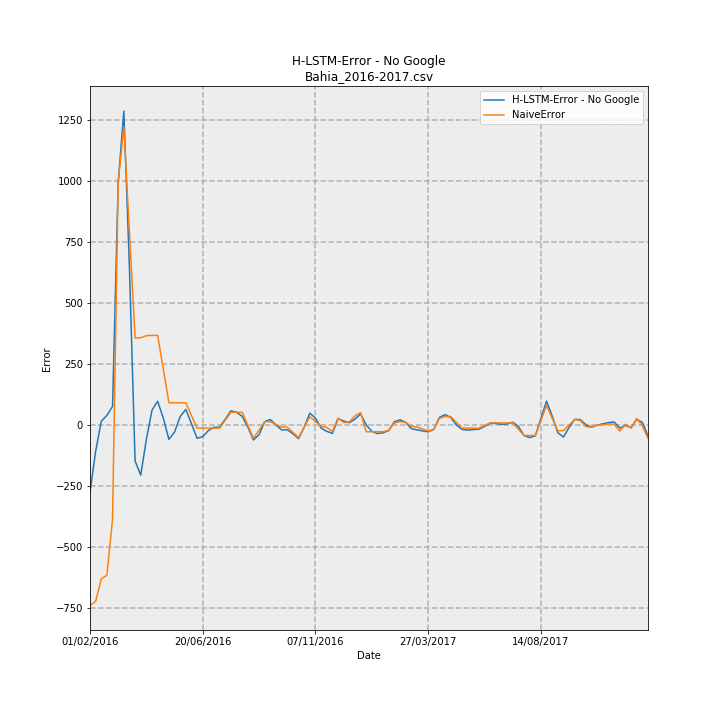 H-LSTM-Error - No Google
Bahia_2016-2017.csv
H-LSTM-Error - No Google
NaiveError
Error
1250
1000
750
500
250
0
−250
−500
−750
01/02/2016
20/06/2016
07/11/2016
27/03/2017
14/08/2017
Date